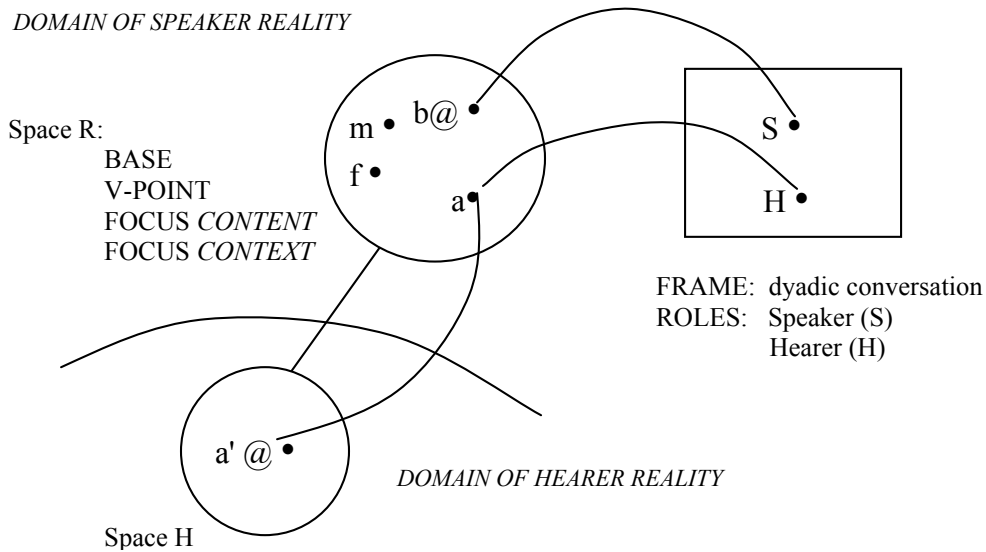 DOMAIN OF SPEAKER REALITY
b@
m
S
Space R:
BASE
f
V-POINT
a
H
FOCUS CONTENT
FOCUS CONTEXT
FRAME: dyadic conversation
ROLES: Speaker (S)
Hearer (H)
a' @
DOMAIN OF HEARER REALITY
Space H